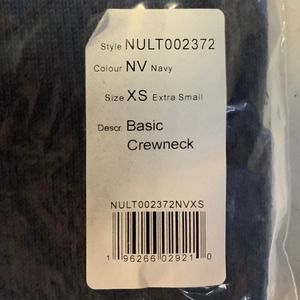 Style NULT002372
Colour NV Navy
Size XS Extra Small
Descr. Basic
Crewneck
NULT002372NVXS
1 96266 02921 0